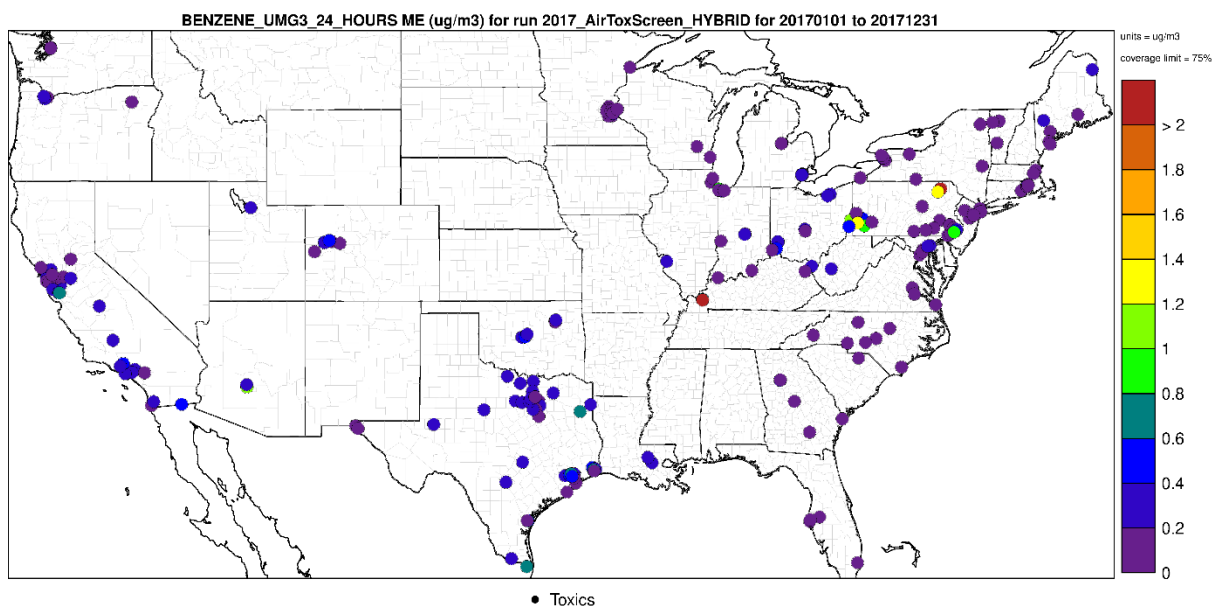 BENZENE_UMG3_24_HOURS ME (ug/m3) for run 2017_AirToxScreen_HYBRID for 20170101 to 20171231
units = ug/m3
coverage limit = 75%
> 2
1.8
1.6
1.4
1.2
1
0.8
0.6
0.4
0.2
0
Toxics